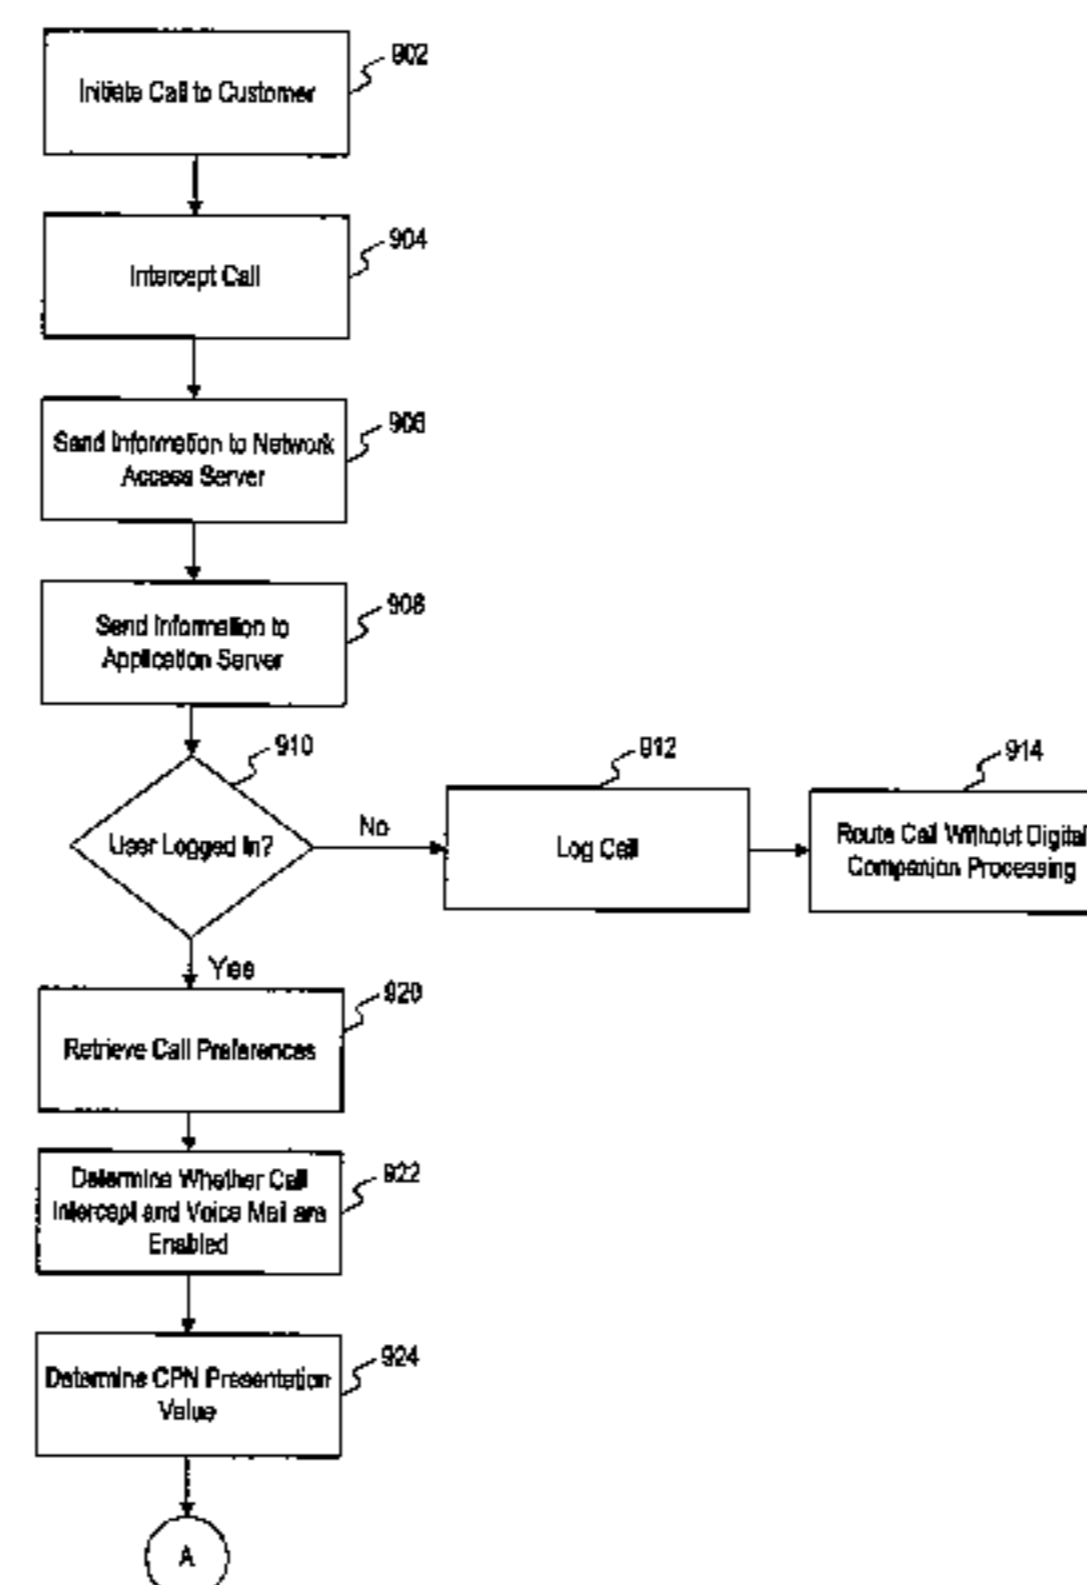 902
Initiate Call to Customer
904
Intercept Call
906
Send Information to Network
Access Server
908
Send Information to
Application Server
910
User Logged In?
No
912
Log Call
914
Route Call Without Digital
Companion Processing
Yes
920
Retrieve Call Preferences
922
Determine Whether Call
Intercept and Voice Mail are
Enabled
924
Determine CPN Presentation
Value
A